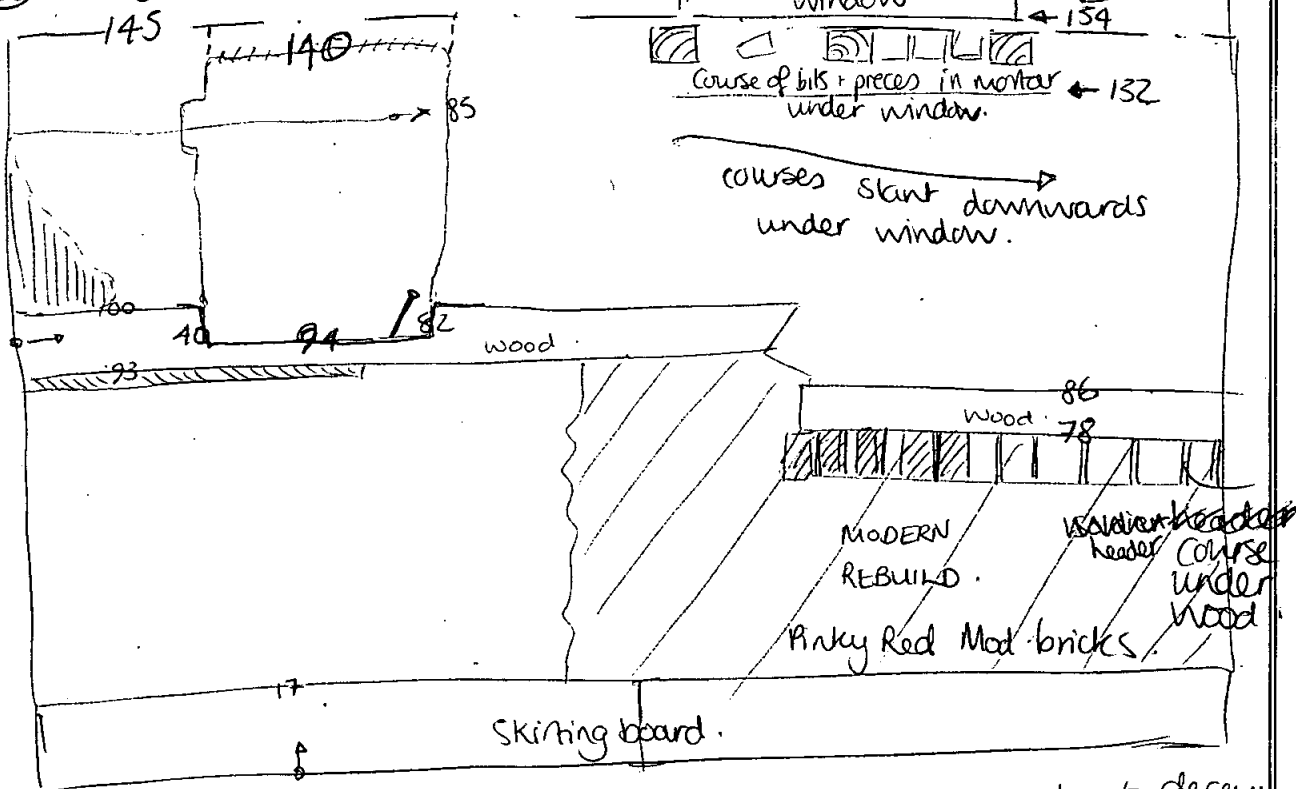 window
145
154
140
Course of bits + pieces in mortar
132
under window.
85
courses slant downwards
under window.
100
40
94
82
wood.
93
86
wood.
78
MODERN
REBUILD.
header
course
under
wood.
Pinky Red Mod. bricks.
17
Skirting board.